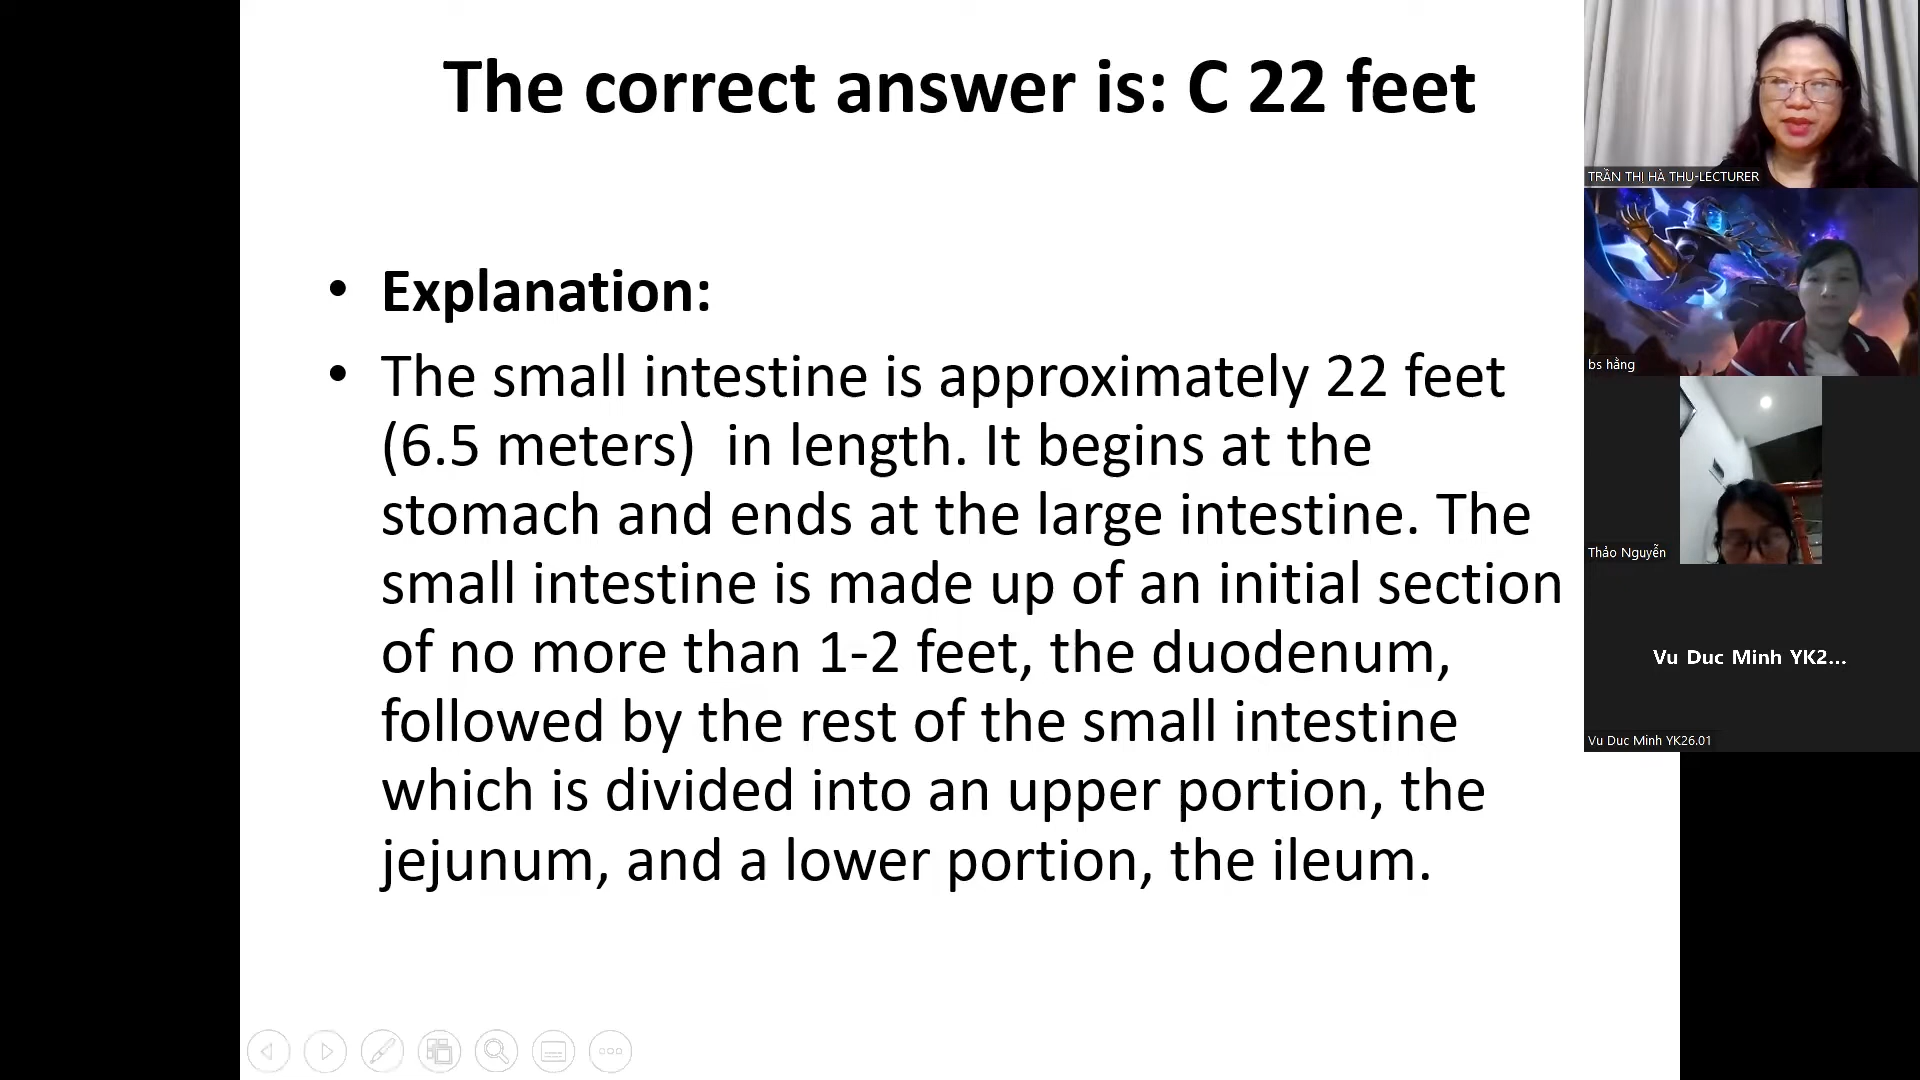 The correct answer is: C 22 feet
• Explanation:
• The small intestine is approximately 22 feet
(6.5 meters)  in length. It begins at the
stomach and ends at the large intestine. The
small intestine is made up of an initial section
of no more than 1-2 feet, the duodenum,
followed by the rest of the small intestine
which is divided into an upper portion, the
jejunum, and a lower portion, the ileum.
TRẦN THỊ HÀ THU-LECTURER
bs hằng
Thảo Nguyễn
Vu Duc Minh YK2...
Vu Duc Minh YK26.01